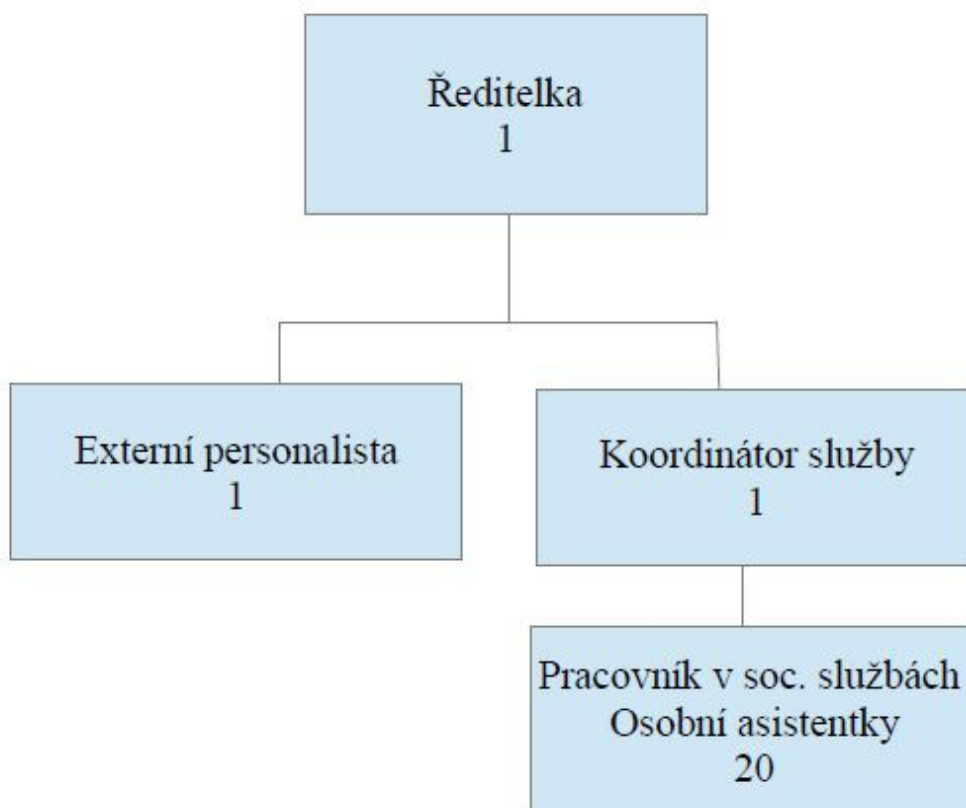 Ředitelka
1
Externí personalista
1
Koordinátor služby
1
Pracovník v soc. službách
Osobní asistentky
20